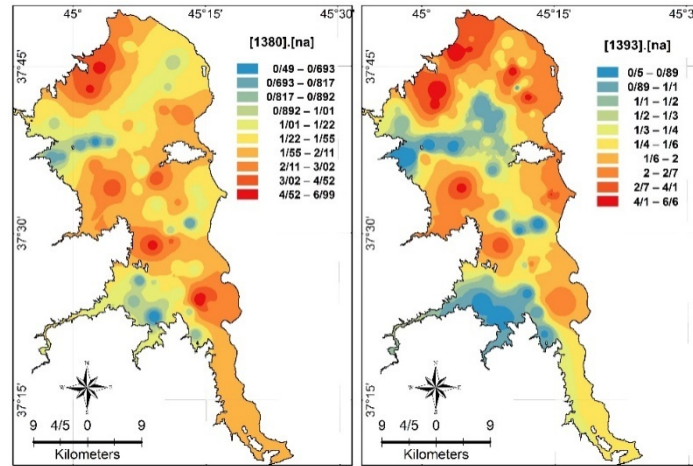 45°0' 45°15' 45°30'
45°0' 45°15' 45°30'
37°45'
37°30'
37°15'
[1380].[na]
0/49 - 0/693
0/693 - 0/817
0/817 - 0/892
0/892 - 1/01
1/01 - 1/22
1/22 - 1/55
1/55 - 2/11
2/11 - 3/02
3/02 - 4/52
4/52 - 6/99
N
W E
S
9 4/5 0 9
Kilometers
37°45'
37°30'
37°15'
[1393].[na]
0/5 - 0/89
0/89 - 1/1
1/1 - 1/2
1/2 - 1/3
1/3 - 1/4
1/4 - 1/6
1/6 - 2
2 - 2/7
2/7 - 4/1
4/1 - 6/6
N
W E
S
9 4/5 0 9
Kilometers